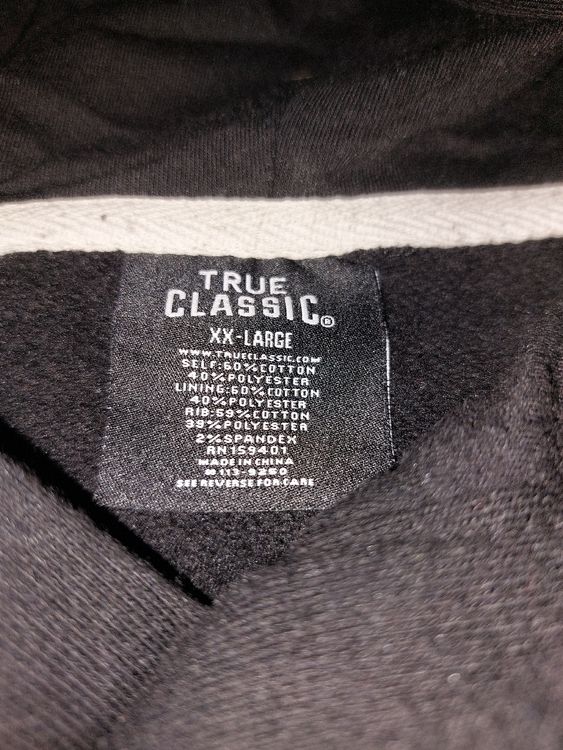 TRUE
CLASSIC®
XX-LARGE
WWW.TRUECLASSIC.COM
SELF:60%COTTON
40%POLYESTER
LINING:60%COTTON
40%POLYESTER
RIB:59%COTTON
39%POLYESTER
2%SPANDEX
RN159401
MADE IN CHINA
SEE REVERSE FOR CARE